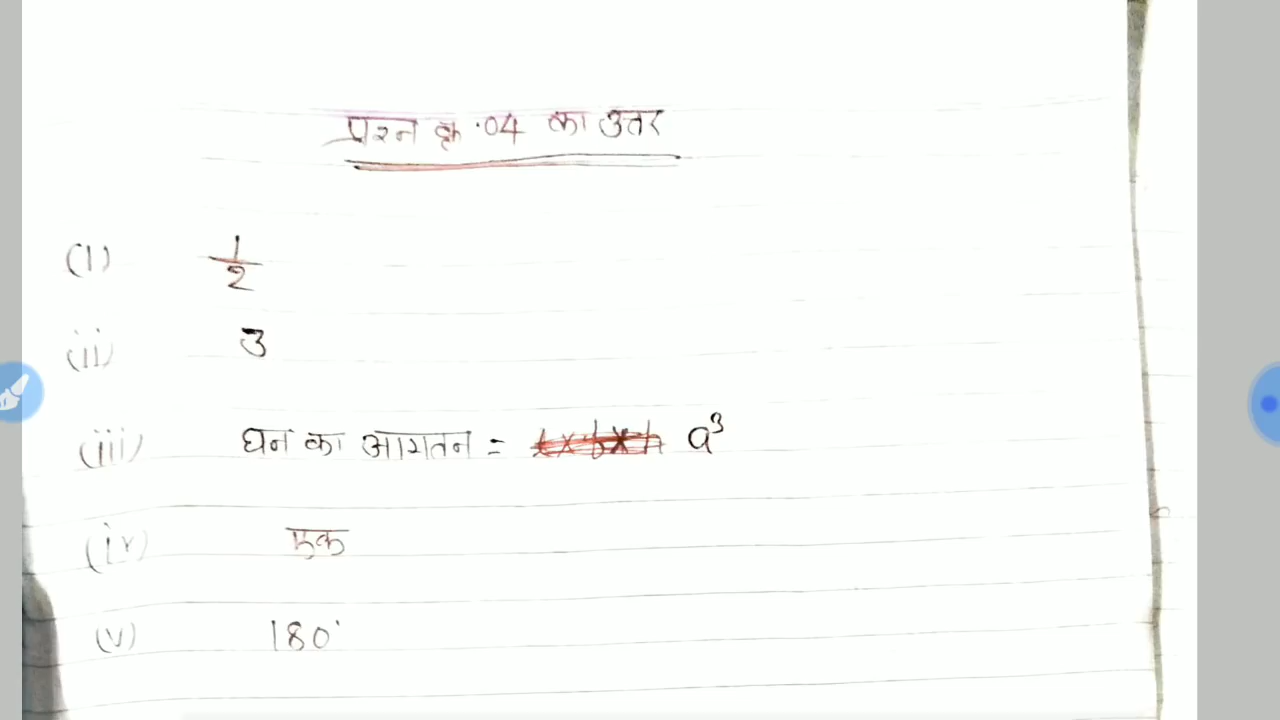 प्रश्न क्र.04 का उत्तर
(i) 1/2
(ii) 3
(iii) घन का आयतन = a³
(iv) एक
(v) 180°